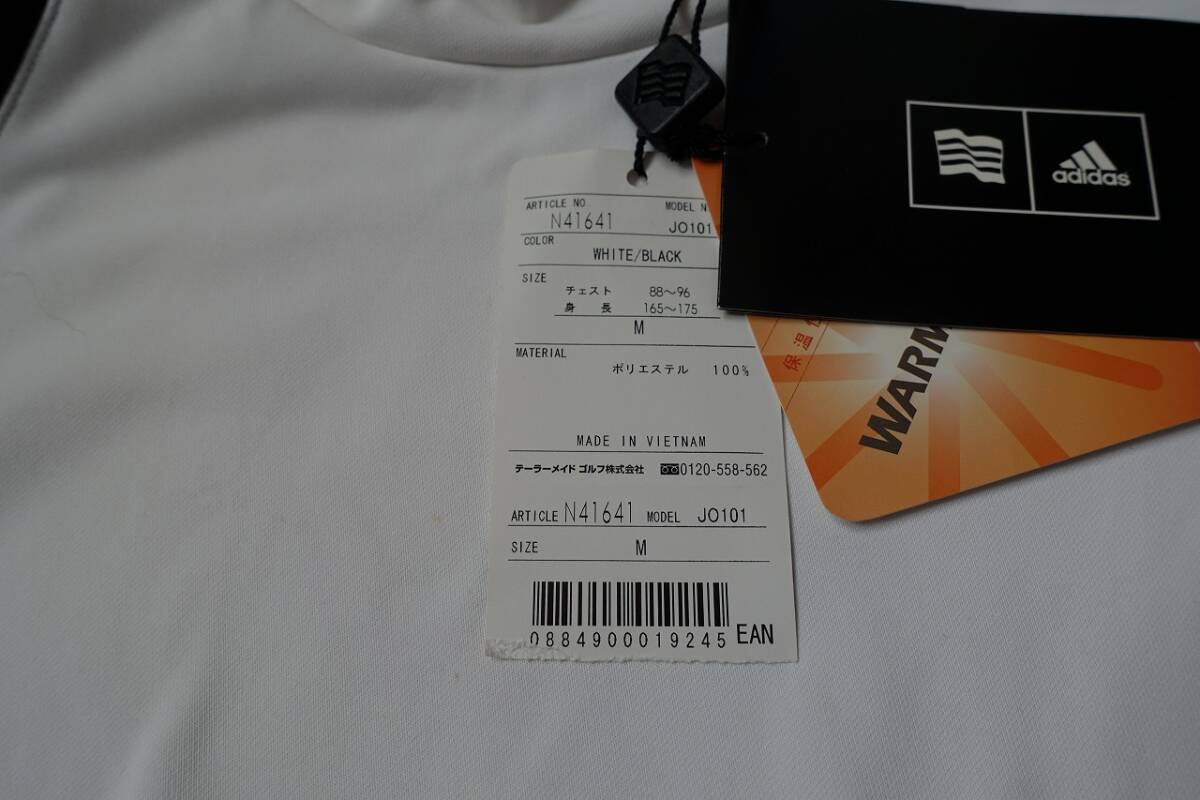 adidas
ARTICLE NO. MODEL N
N41641 JO101
COLOR
WHITE/BLACK
SIZE
チェスト 88〜96
身長 165〜175
M
MATERIAL
ポリエステル 100%
MADE IN VIETNAM
テーラーメイド ゴルフ株式会社 0120-558-562
ARTICLE N41641 MODEL JO101
SIZE M
0884900019245 EAN
保温
WARM